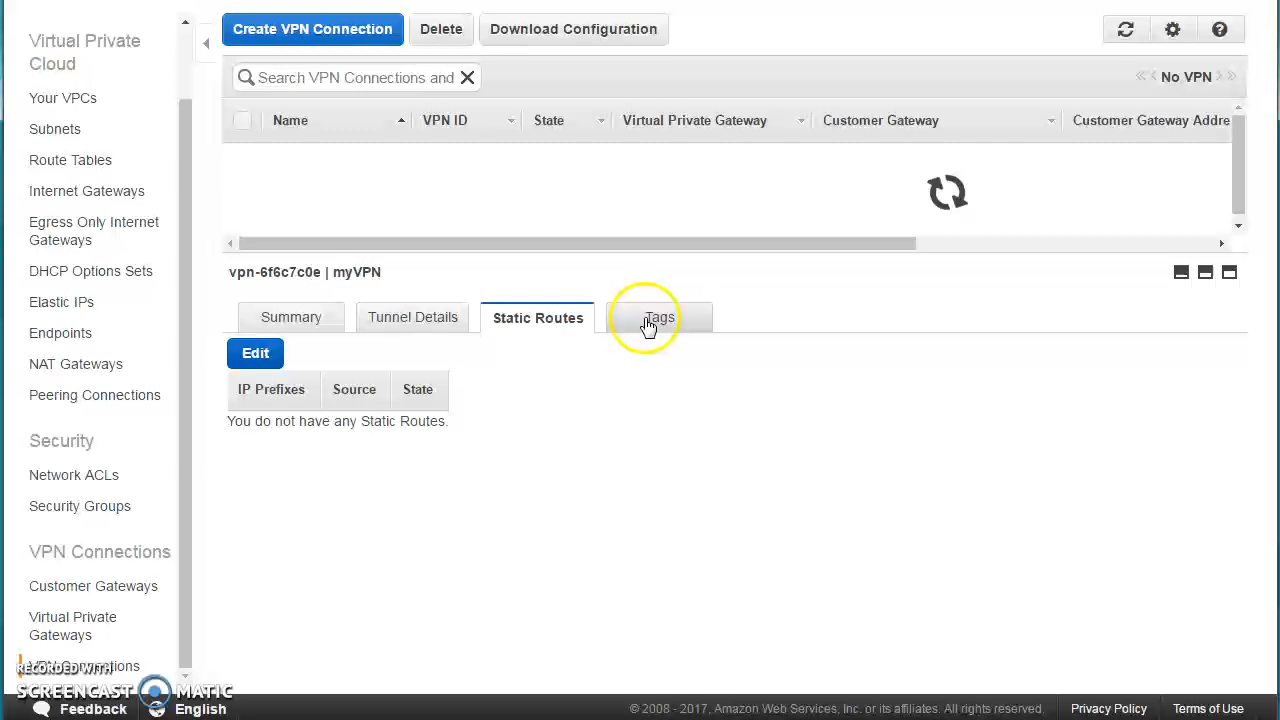 Virtual Private
Cloud
Your VPCs
Subnets
Route Tables
Internet Gateways
Egress Only Internet
Gateways
DHCP Options Sets
Elastic IPs
Endpoints
NAT Gateways
Peering Connections
Security
Network ACLs
Security Groups
VPN Connections
Customer Gateways
Virtual Private
Gateways
VPN Connections
RECORDED WITH
SCREENCAST MATIC
Create VPN Connection Delete Download Configuration
Search VPN Connections and
No VPN
Name VPN ID State Virtual Private Gateway Customer Gateway Customer Gateway Addre
vpn-6f6c7c0e | myVPN
Summary Tunnel Details Static Routes Tags
Edit
IP Prefixes Source State
You do not have any Static Routes.
Feedback English © 2008 - 2017, Amazon Web Services, Inc. or its affiliates. All rights reserved. Privacy Policy Terms of Use